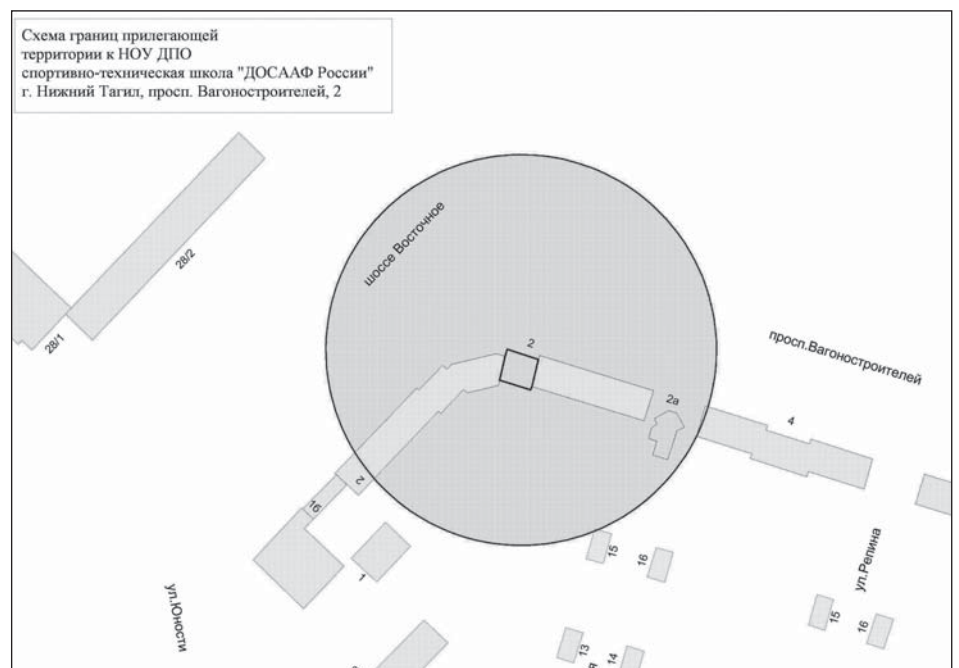 Схема границ прилегающей
территории к НОУ ДПО
спортивно-техническая школа "ДОСААФ России"
г. Нижний Тагил, просп. Вагоностроителей, 2
шоссе Восточное
28/2
28/1
2
просп.Вагоностроителей
2а
4
2
1б
1
15
16
ул.Репина
ул.Юности
15
16
13
14